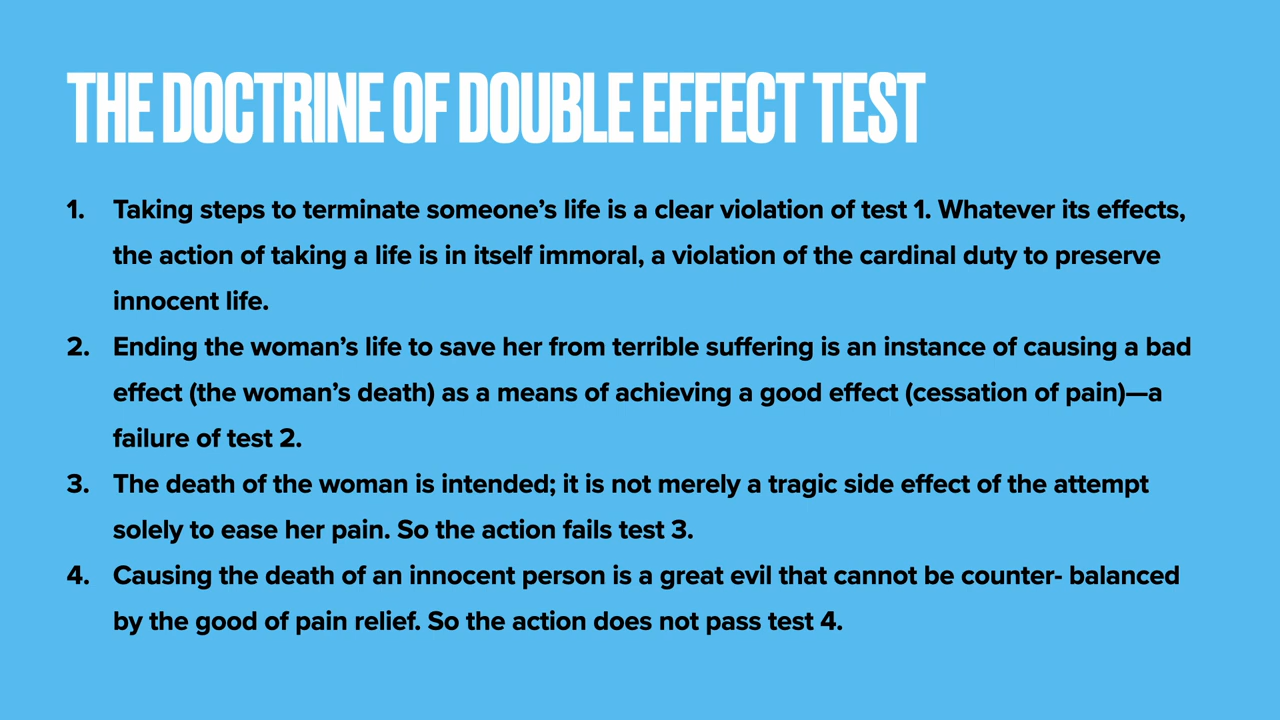 THE DOCTRINE OF DOUBLE EFFECT TEST
1. Taking steps to terminate someone’s life is a clear violation of test 1. Whatever its effects,
the action of taking a life is in itself immoral, a violation of the cardinal duty to preserve
innocent life.
2. Ending the woman’s life to save her from terrible suffering is an instance of causing a bad
effect (the woman’s death) as a means of achieving a good effect (cessation of pain)—a
failure of test 2.
3. The death of the woman is intended; it is not merely a tragic side effect of the attempt
solely to ease her pain. So the action fails test 3.
4. Causing the death of an innocent person is a great evil that cannot be counter- balanced
by the good of pain relief. So the action does not pass test 4.